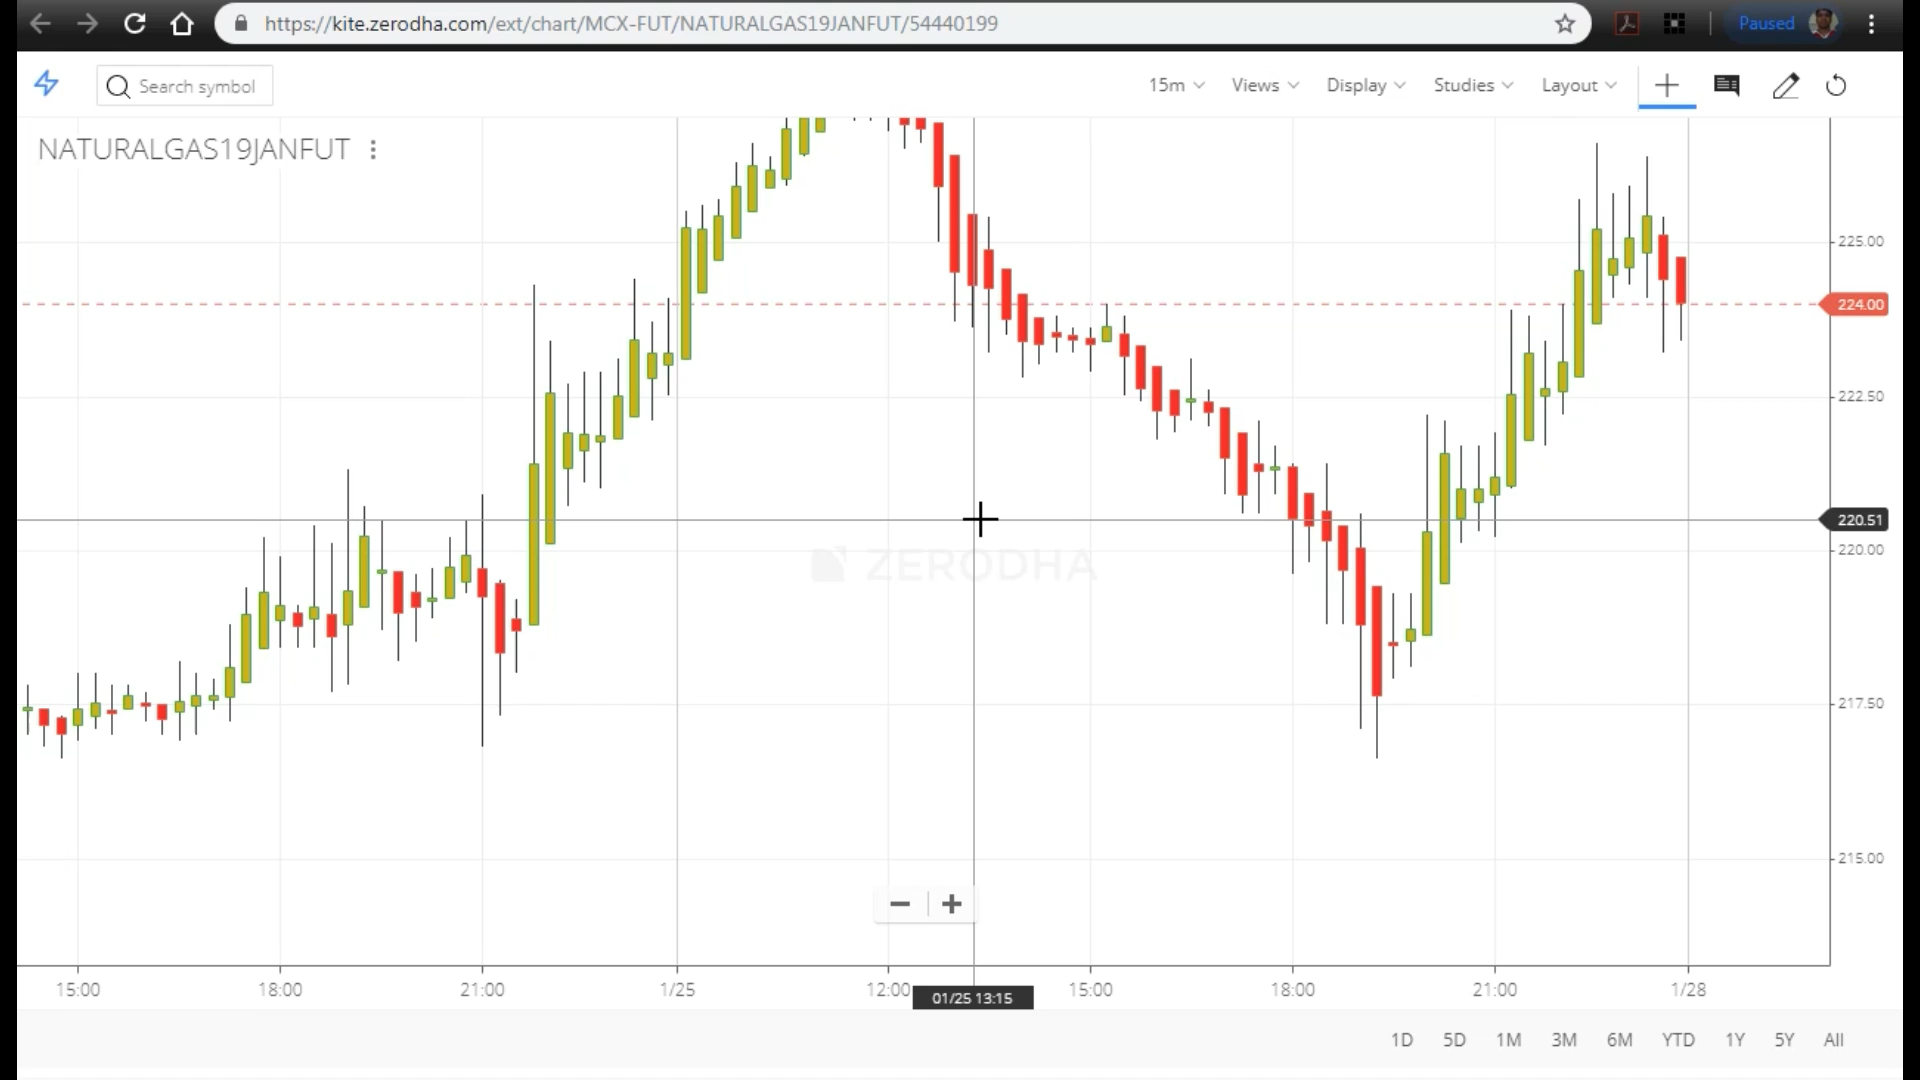 https://kite.zerodha.com/ext/chart/MCX-FUT/NATURALGAS19JANFUT/54440199
Paused
Search symbol
15m Views Display Studies Layout
NATURALGAS19JANFUT
225.00
224.00
222.50
220.51
220.00
ZERODHA
217.50
215.00
15:00 18:00 21:00 1/25 12:00 15:00 18:00 21:00 1/28
01/25 13:15
1D 5D 1M 3M 6M YTD 1Y 5Y All